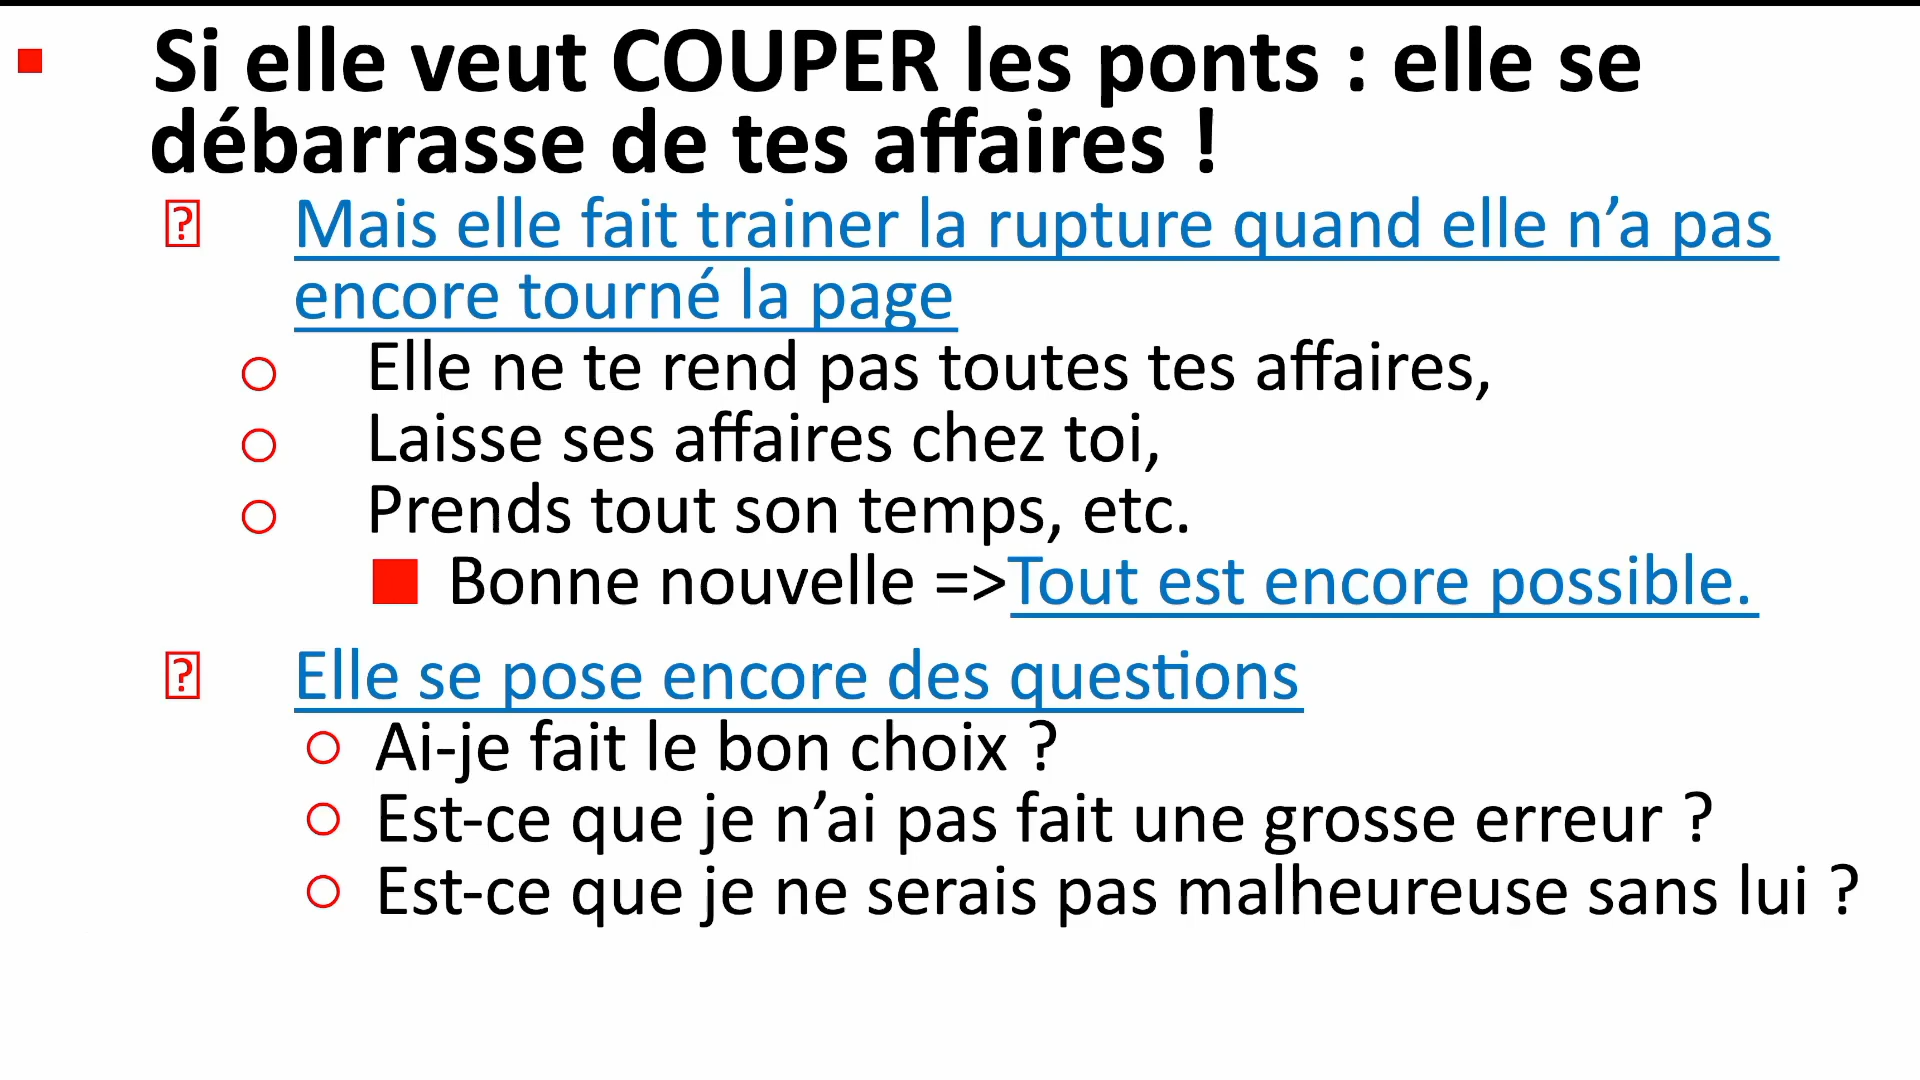 ▪ Si elle veut COUPER les ponts : elle se
débarrasse de tes affaires !
⍰ Mais elle fait trainer la rupture quand elle n’a pas
encore tourné la page
o Elle ne te rend pas toutes tes affaires,
o Laisse ses affaires chez toi,
o Prends tout son temps, etc.
■ Bonne nouvelle =>Tout est encore possible.
⍰ Elle se pose encore des questions
○ Ai-je fait le bon choix ?
○ Est-ce que je n’ai pas fait une grosse erreur ?
○ Est-ce que je ne serais pas malheureuse sans lui ?